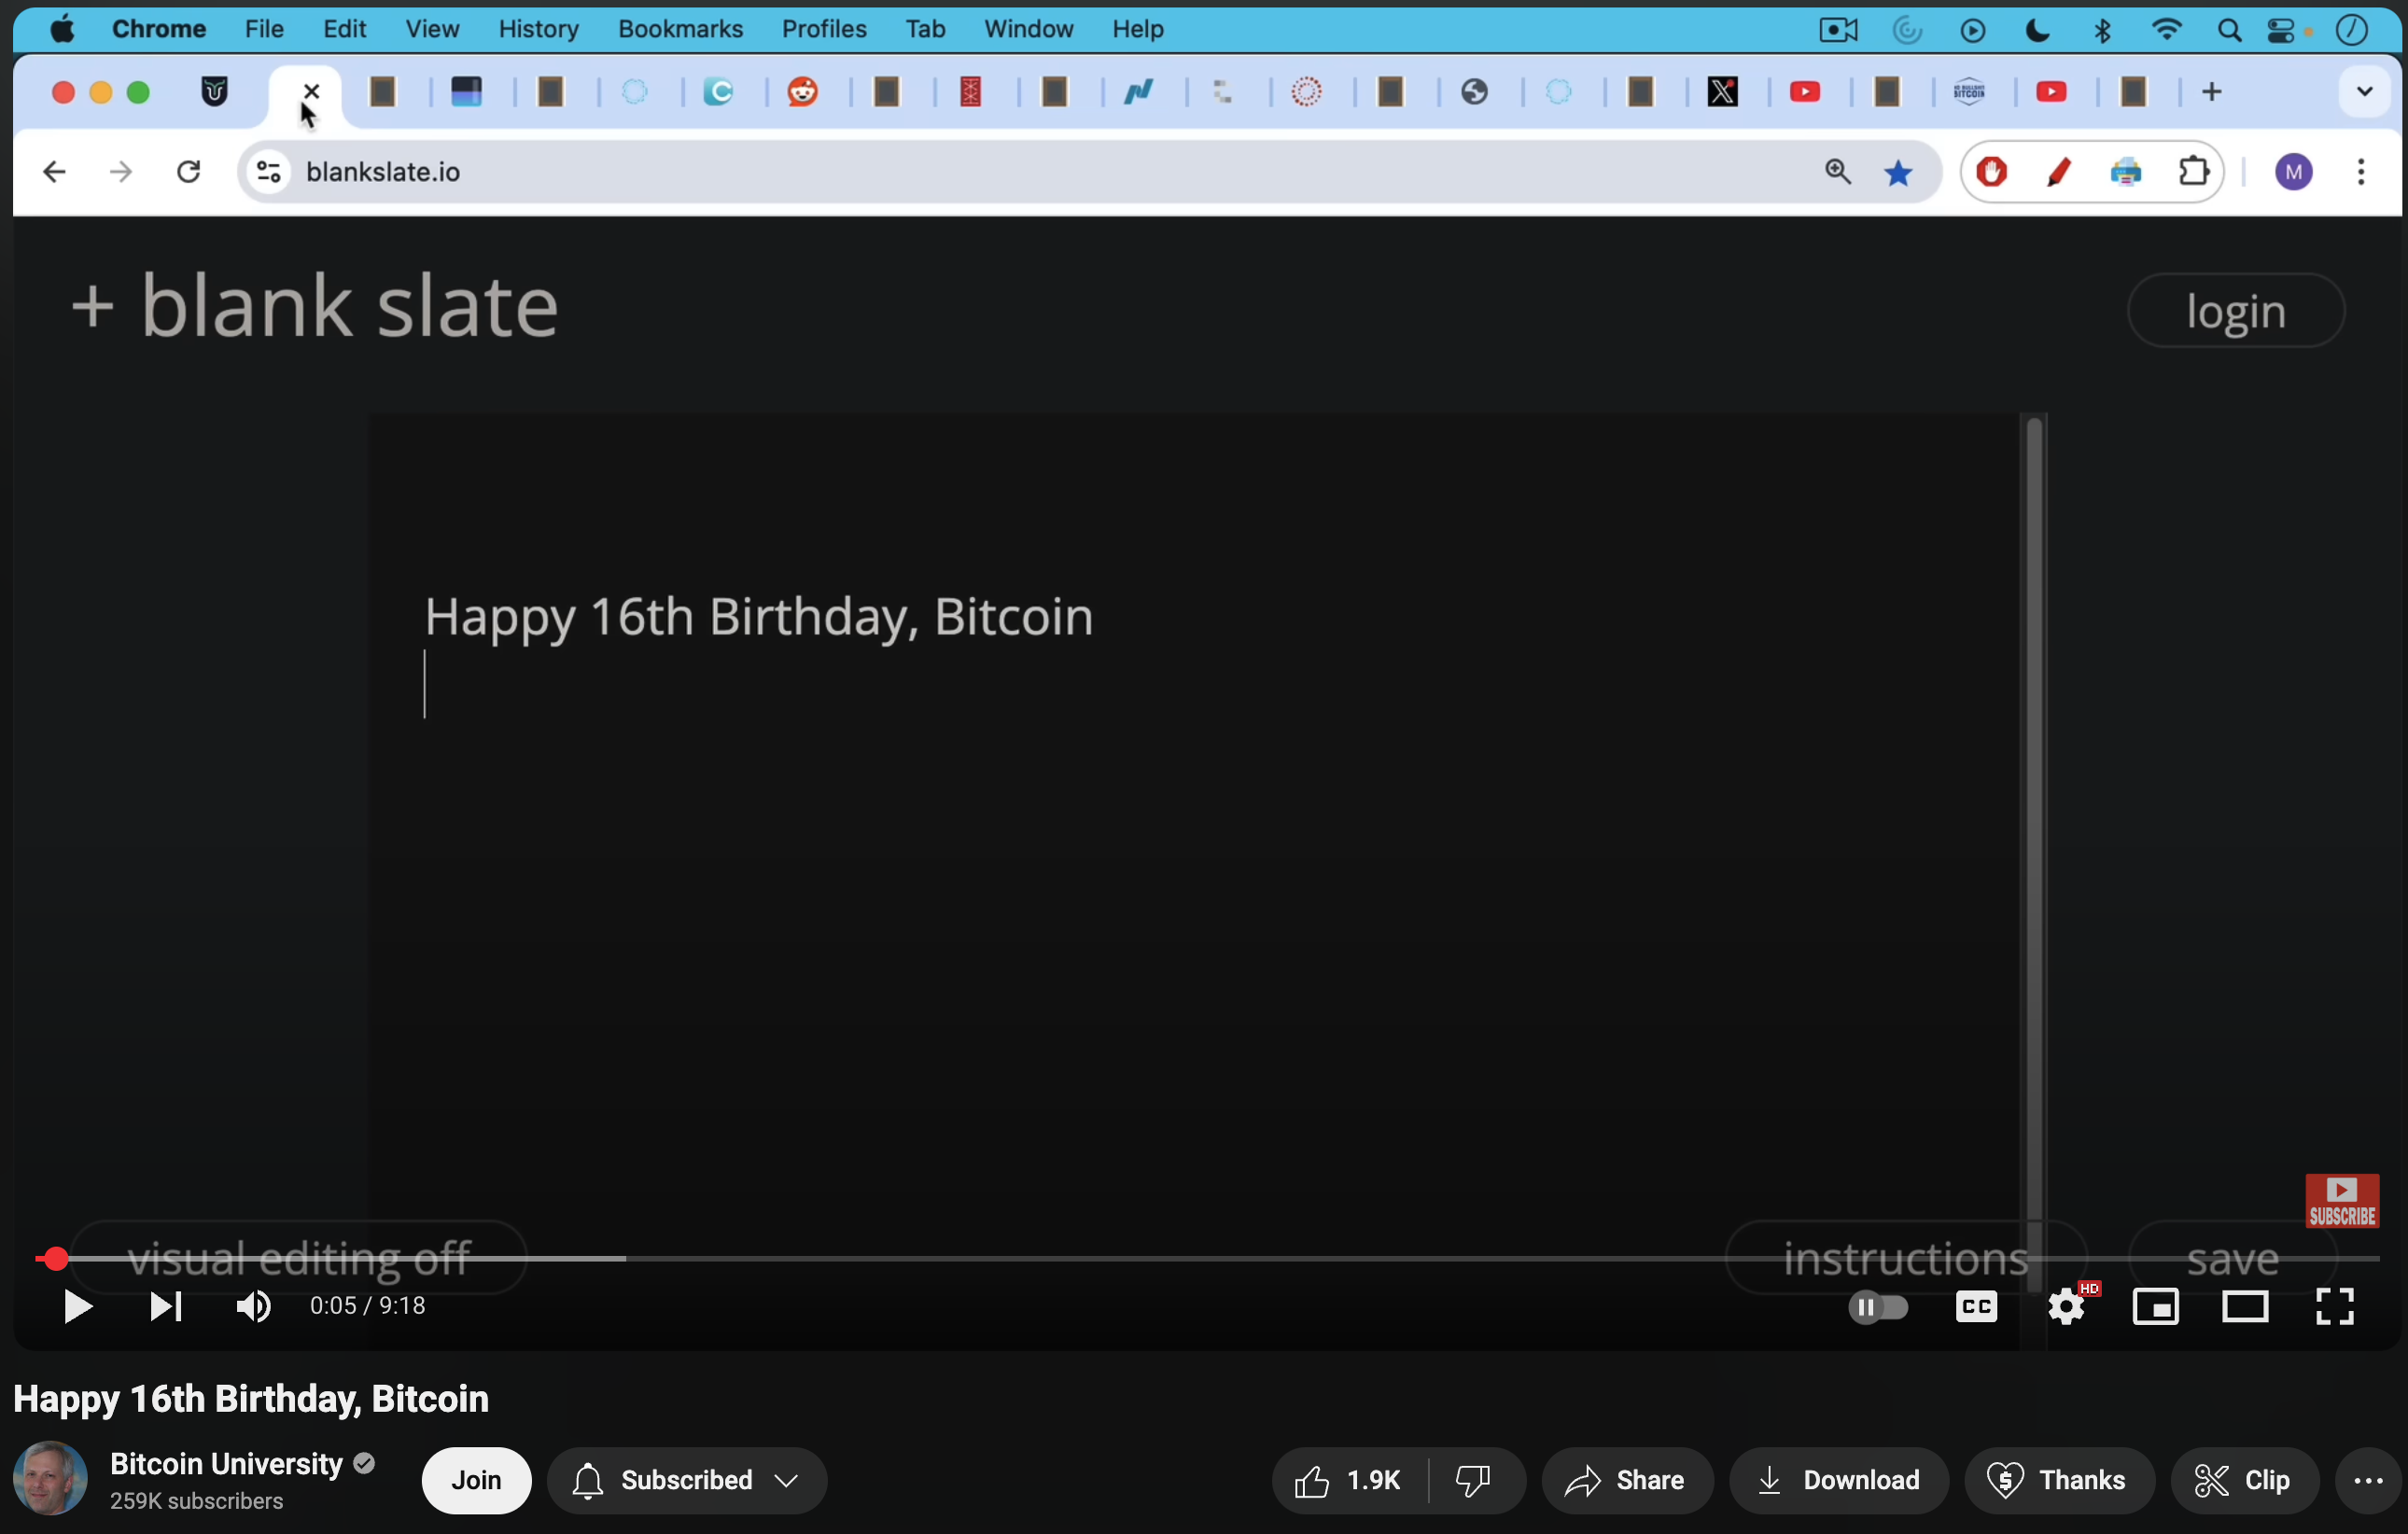 Chrome File Edit View History Bookmarks Profiles Tab Window Help
blankslate.io
M
+ blank slate
login
Happy 16th Birthday, Bitcoin
SUBSCRIBE
visual editing off
instructions
save
0:05 / 9:18
CC
HD
Happy 16th Birthday, Bitcoin
Bitcoin University
259K subscribers
Join
Subscribed
1.9K
Share
Download
Thanks
Clip